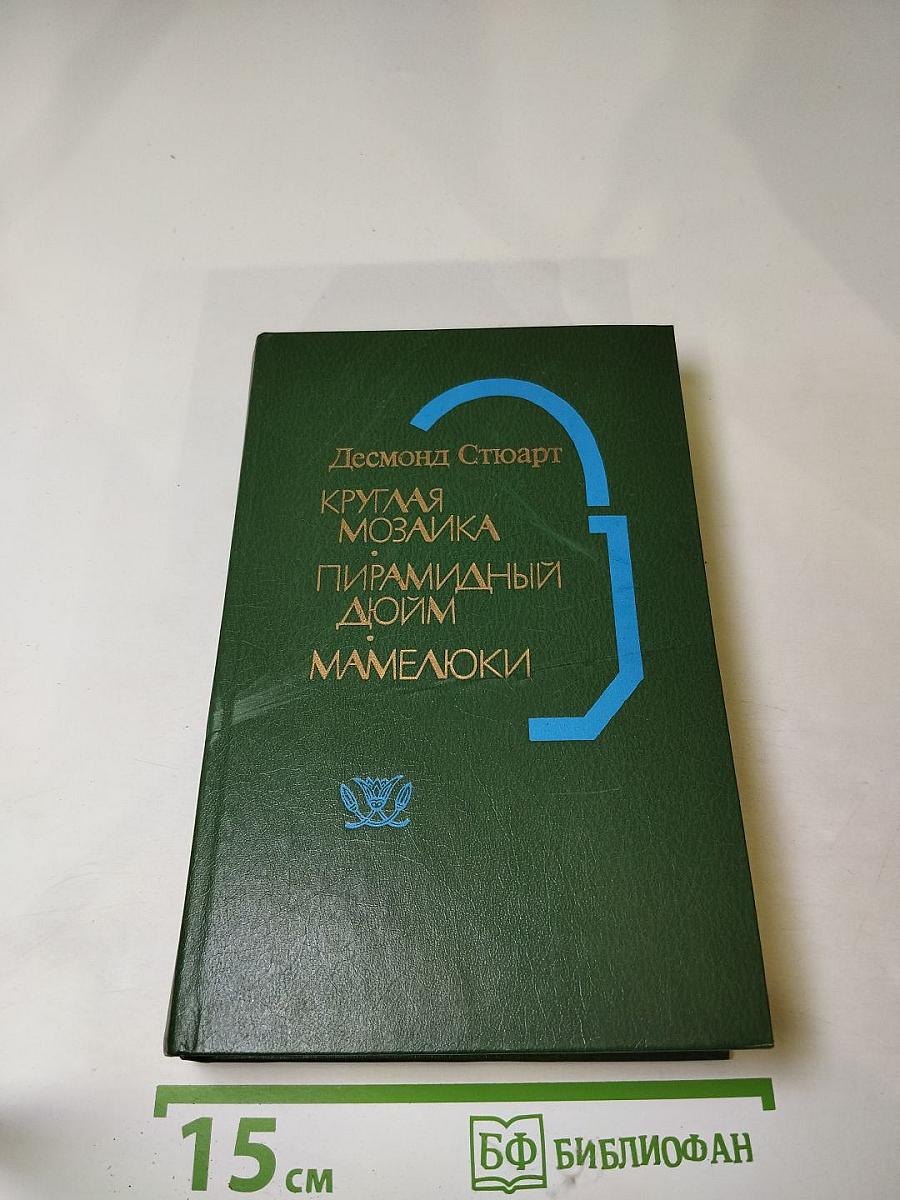 Десмонд Стюарт
КРУГЛАЯ
МОЗАИКА
•
ПИРАМИДНЫЙ
ДЮЙМ
•
МАМЕЛЮКИ
15 см
БФ БИБЛИОФАН